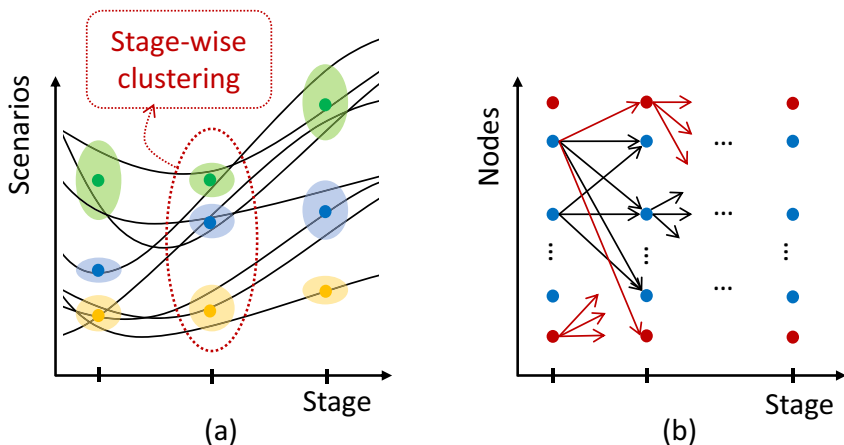 Stage-wise
clustering
Scenarios
Stage
(a)
Nodes
...
...
...
...
...
...
Stage
(b)